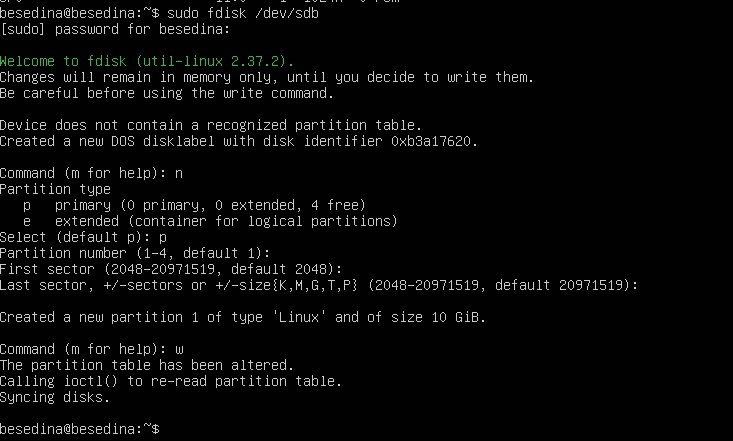 besedina@besedina:~$ sudo fdisk /dev/sdb
[sudo] password for besedina:
Welcome to fdisk (util-linux 2.37.2).
Changes will remain in memory only, until you decide to write them.
Be careful before using the write command.
Device does not contain a recognized partition table.
Created a new DOS disklabel with disk identifier 0xb3a17620.
Command (m for help): n
Partition type
p   primary (0 primary, 0 extended, 4 free)
e   extended (container for logical partitions)
Select (default p): p
Partition number (1-4, default 1):
First sector (2048-20971519, default 2048):
Last sector, +/-sectors or +/-size{K,M,G,T,P} (2048-20971519, default 20971519):
Created a new partition 1 of type 'Linux' and of size 10 GiB.
Command (m for help): w
The partition table has been altered.
Calling ioctl() to re-read partition table.
Syncing disks.
besedina@besedina:~$